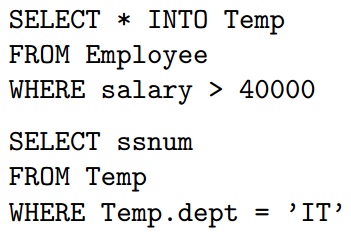 SELECT * INTO Temp
FROM Employee
WHERE salary > 40000
SELECT ssnum
FROM Temp
WHERE Temp.dept = ’IT’